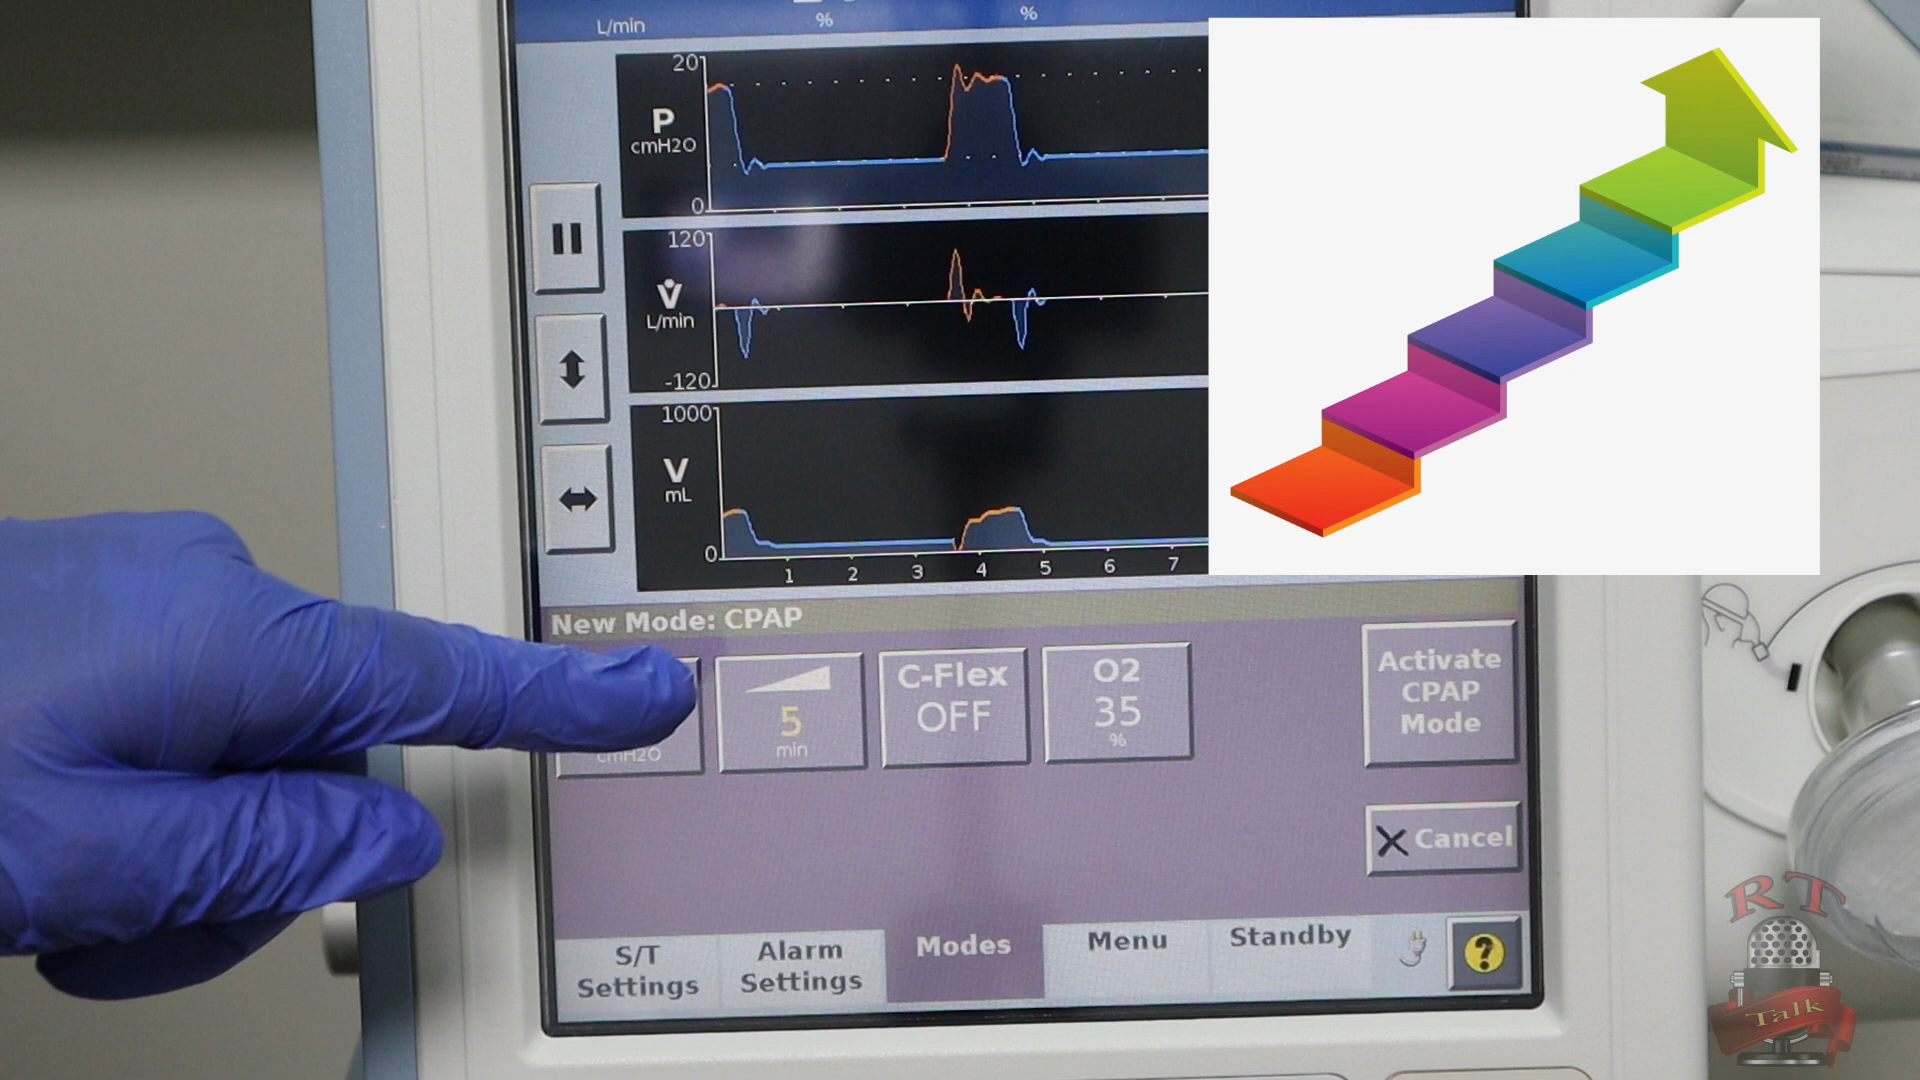 L/min
%
%
20
P
cmH2O
0
120
V̇
L/min
-120
1000
V
mL
0
1 2 3 4 5 6 7
New Mode: CPAP
cmH2O
5
min
C-Flex
OFF
O2
35
%
Activate
CPAP
Mode
Cancel
S/T
Settings
Alarm
Settings
Modes
Menu
Standby
?
RT
Talk